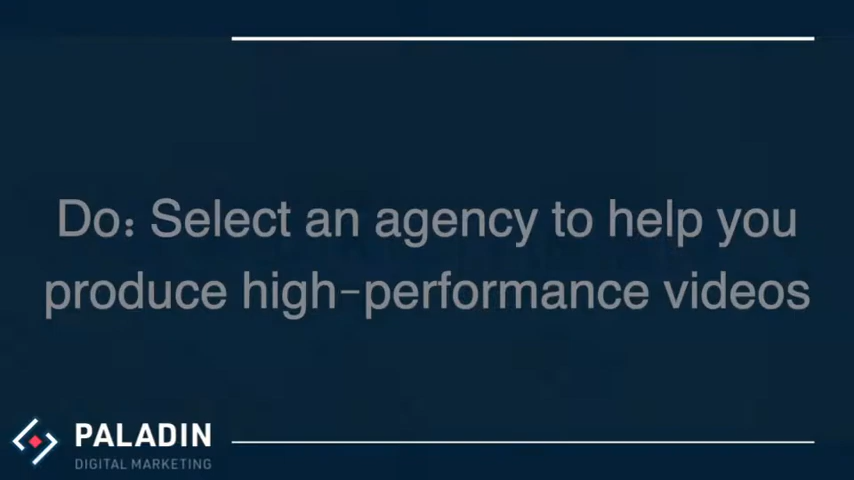 Do: Select an agency to help you
produce high-performance videos
PALADIN
DIGITAL MARKETING